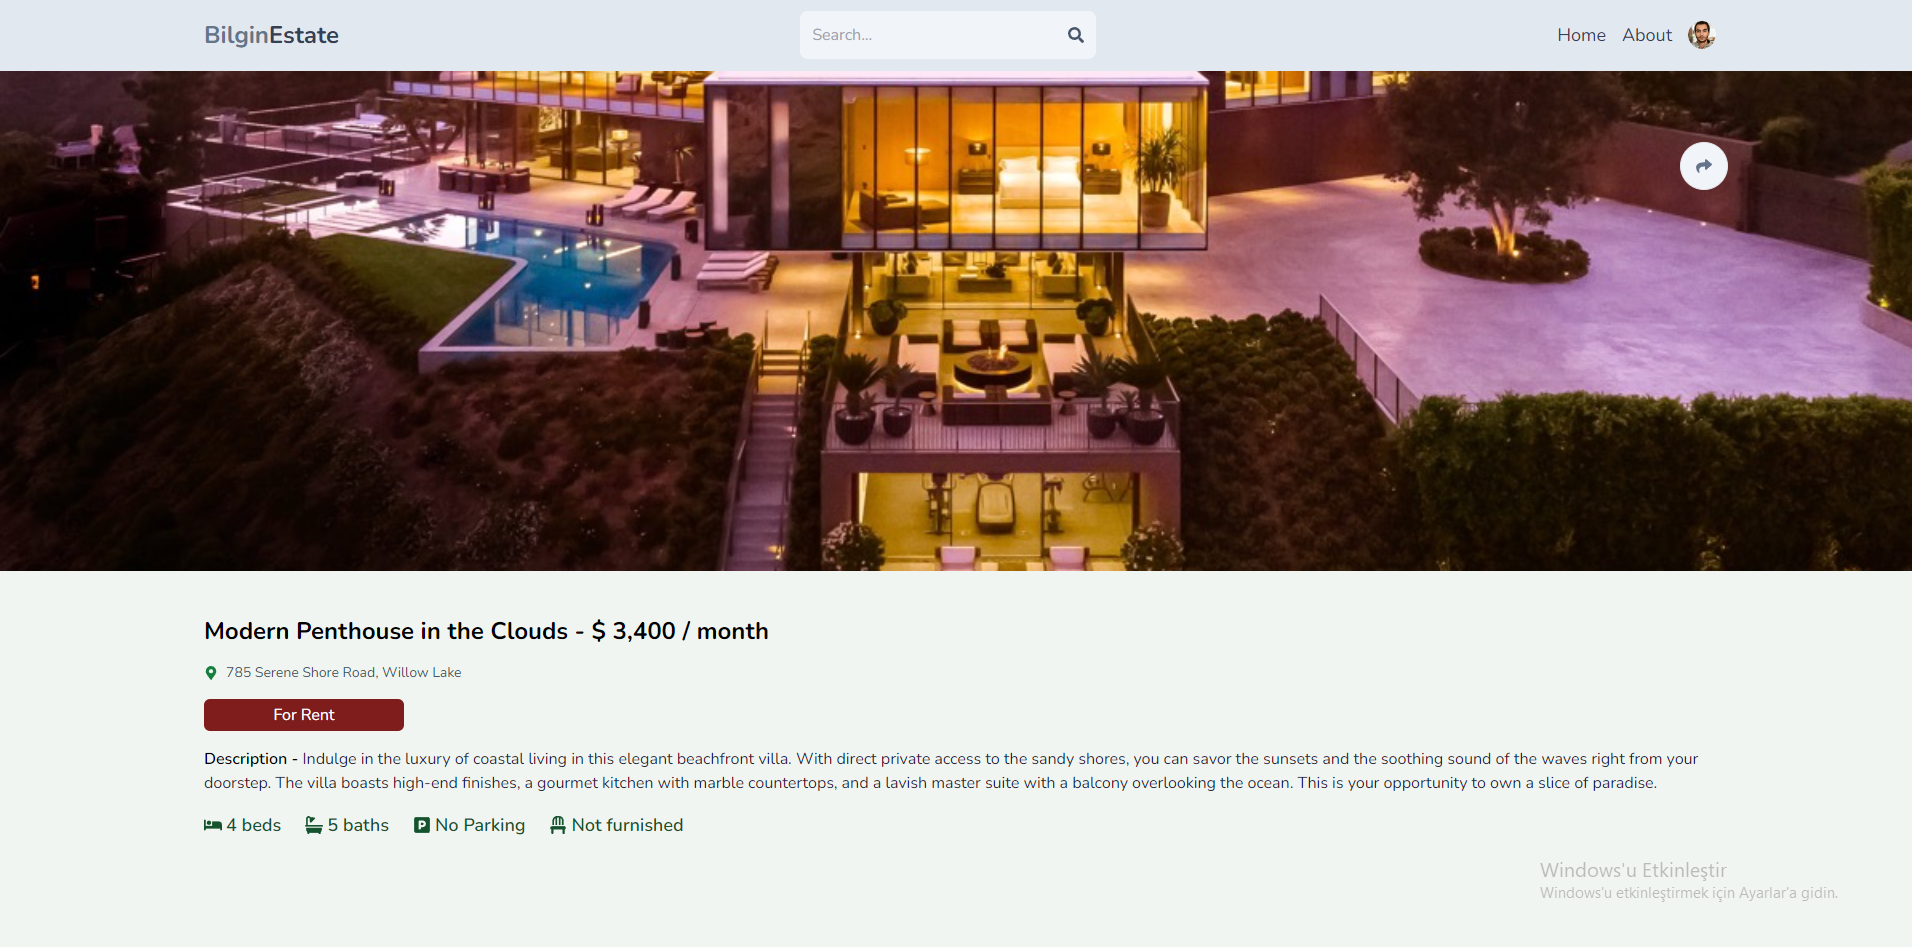 BilginEstate
Search...
Home About
Modern Penthouse in the Clouds - $ 3,400 / month
785 Serene Shore Road, Willow Lake
For Rent
Description - Indulge in the luxury of coastal living in this elegant beachfront villa. With direct private access to the sandy shores, you can savor the sunsets and the soothing sound of the waves right from your
doorstep. The villa boasts high-end finishes, a gourmet kitchen with marble countertops, and a lavish master suite with a balcony overlooking the ocean. This is your opportunity to own a slice of paradise.
4 beds 5 baths P No Parking Not furnished
Windows'u Etkinleştir
Windows'u etkinleştirmek için Ayarlar'a gidin.